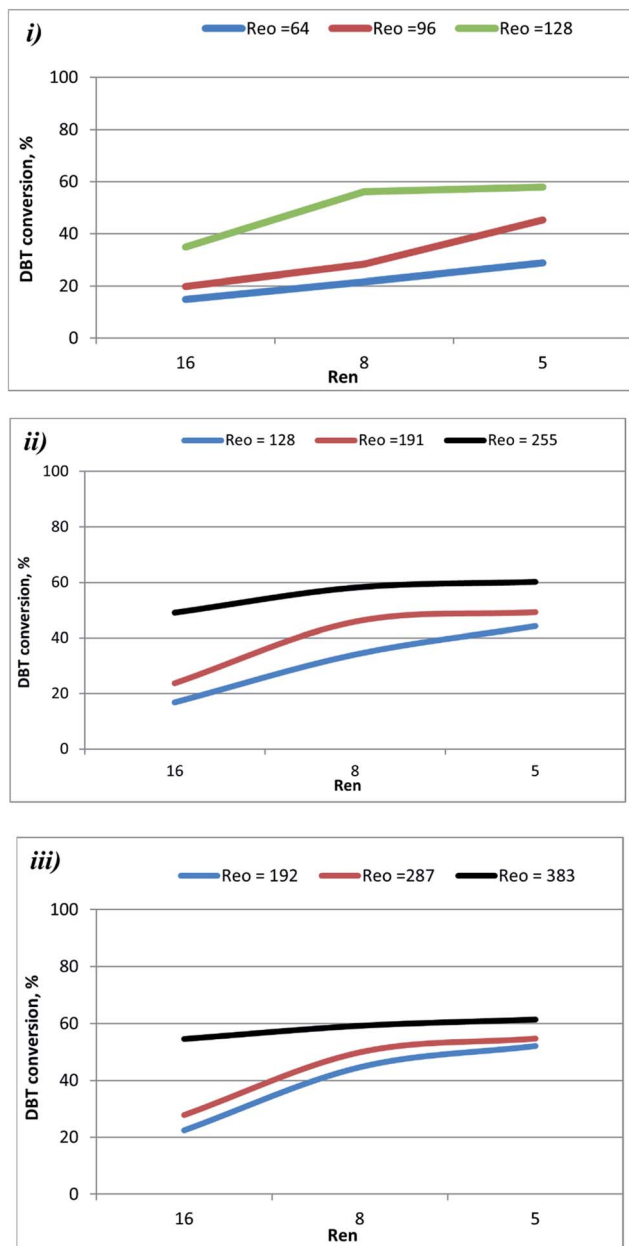 i)
Reo =64 Reo =96 Reo =128
100
80
60
40
20
0
DBT conversion, %
16 8 5
Ren
ii)
Reo = 128 Reo =191 Reo = 255
100
80
60
40
20
0
DBT conversion, %
16 8 5
Ren
iii)
Reo = 192 Reo =287 Reo = 383
100
80
60
40
20
0
DBT conversion, %
16 8 5
Ren